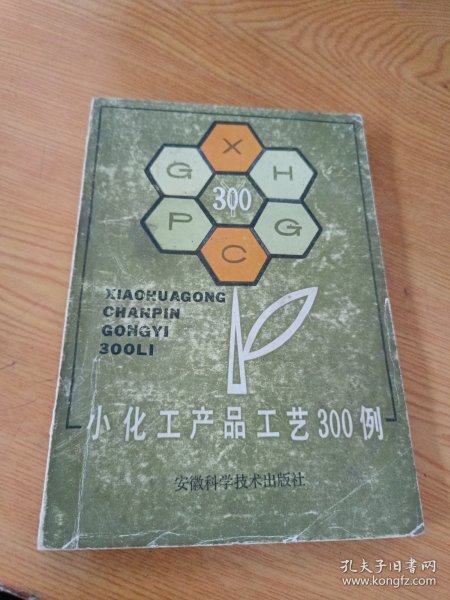 X
G
H
300
P
G
C
XIAOHUAGONG
CHANPIN
GONGYI
300LI
小化工产品工艺300例
安徽科学技术出版社
孔夫子旧书网
www.kongfz.com